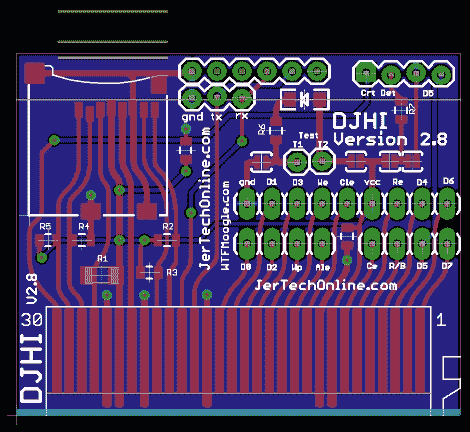 Crt Det D5
gnd tx rx
R7
DJHI
Version 2.8
Test
T1 T2
JerTechOnline.com
WTFMoogle.com
gnd D1 D3 We Cle vcc Re D4 D6
D0 D2 Wp Ale Ce R/B D5 D7
R5 R4 R2
R1 R3
JerTechOnline.com
V2.8
30 1
DJHI